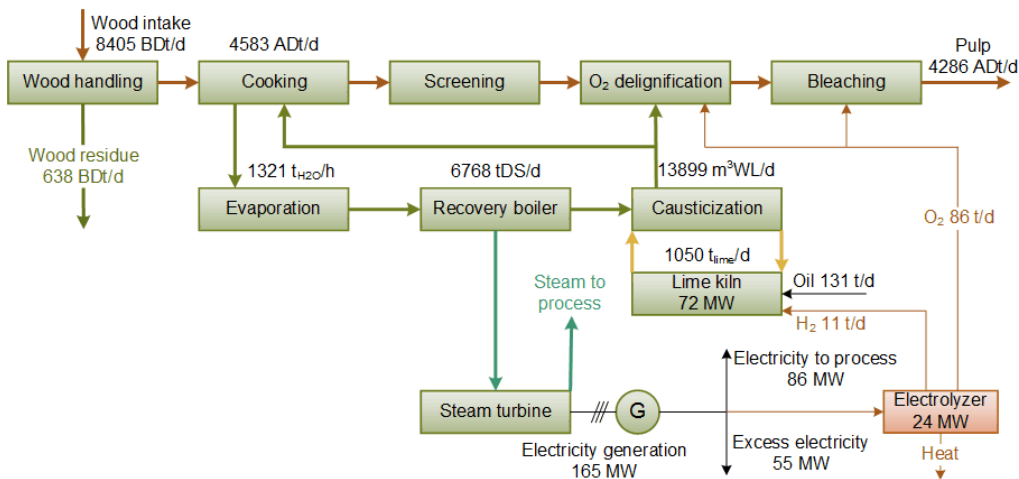 Wood intake
8405 BDt/d
4583 ADt/d
Pulp
4286 ADt/d
Wood handling
Cooking
Screening
O₂ delignification
Bleaching
Wood residue
638 BDt/d
1321 t_H2O/h
6768 tDS/d
13899 m³WL/d
Evaporation
Recovery boiler
Causticization
O₂ 86 t/d
1050 t_lime/d
Steam to
process
Lime kiln
72 MW
Oil 131 t/d
H₂ 11 t/d
Electricity to process
86 MW
Steam turbine
G
Electrolyzer
24 MW
Electricity generation
165 MW
Excess electricity
55 MW
Heat